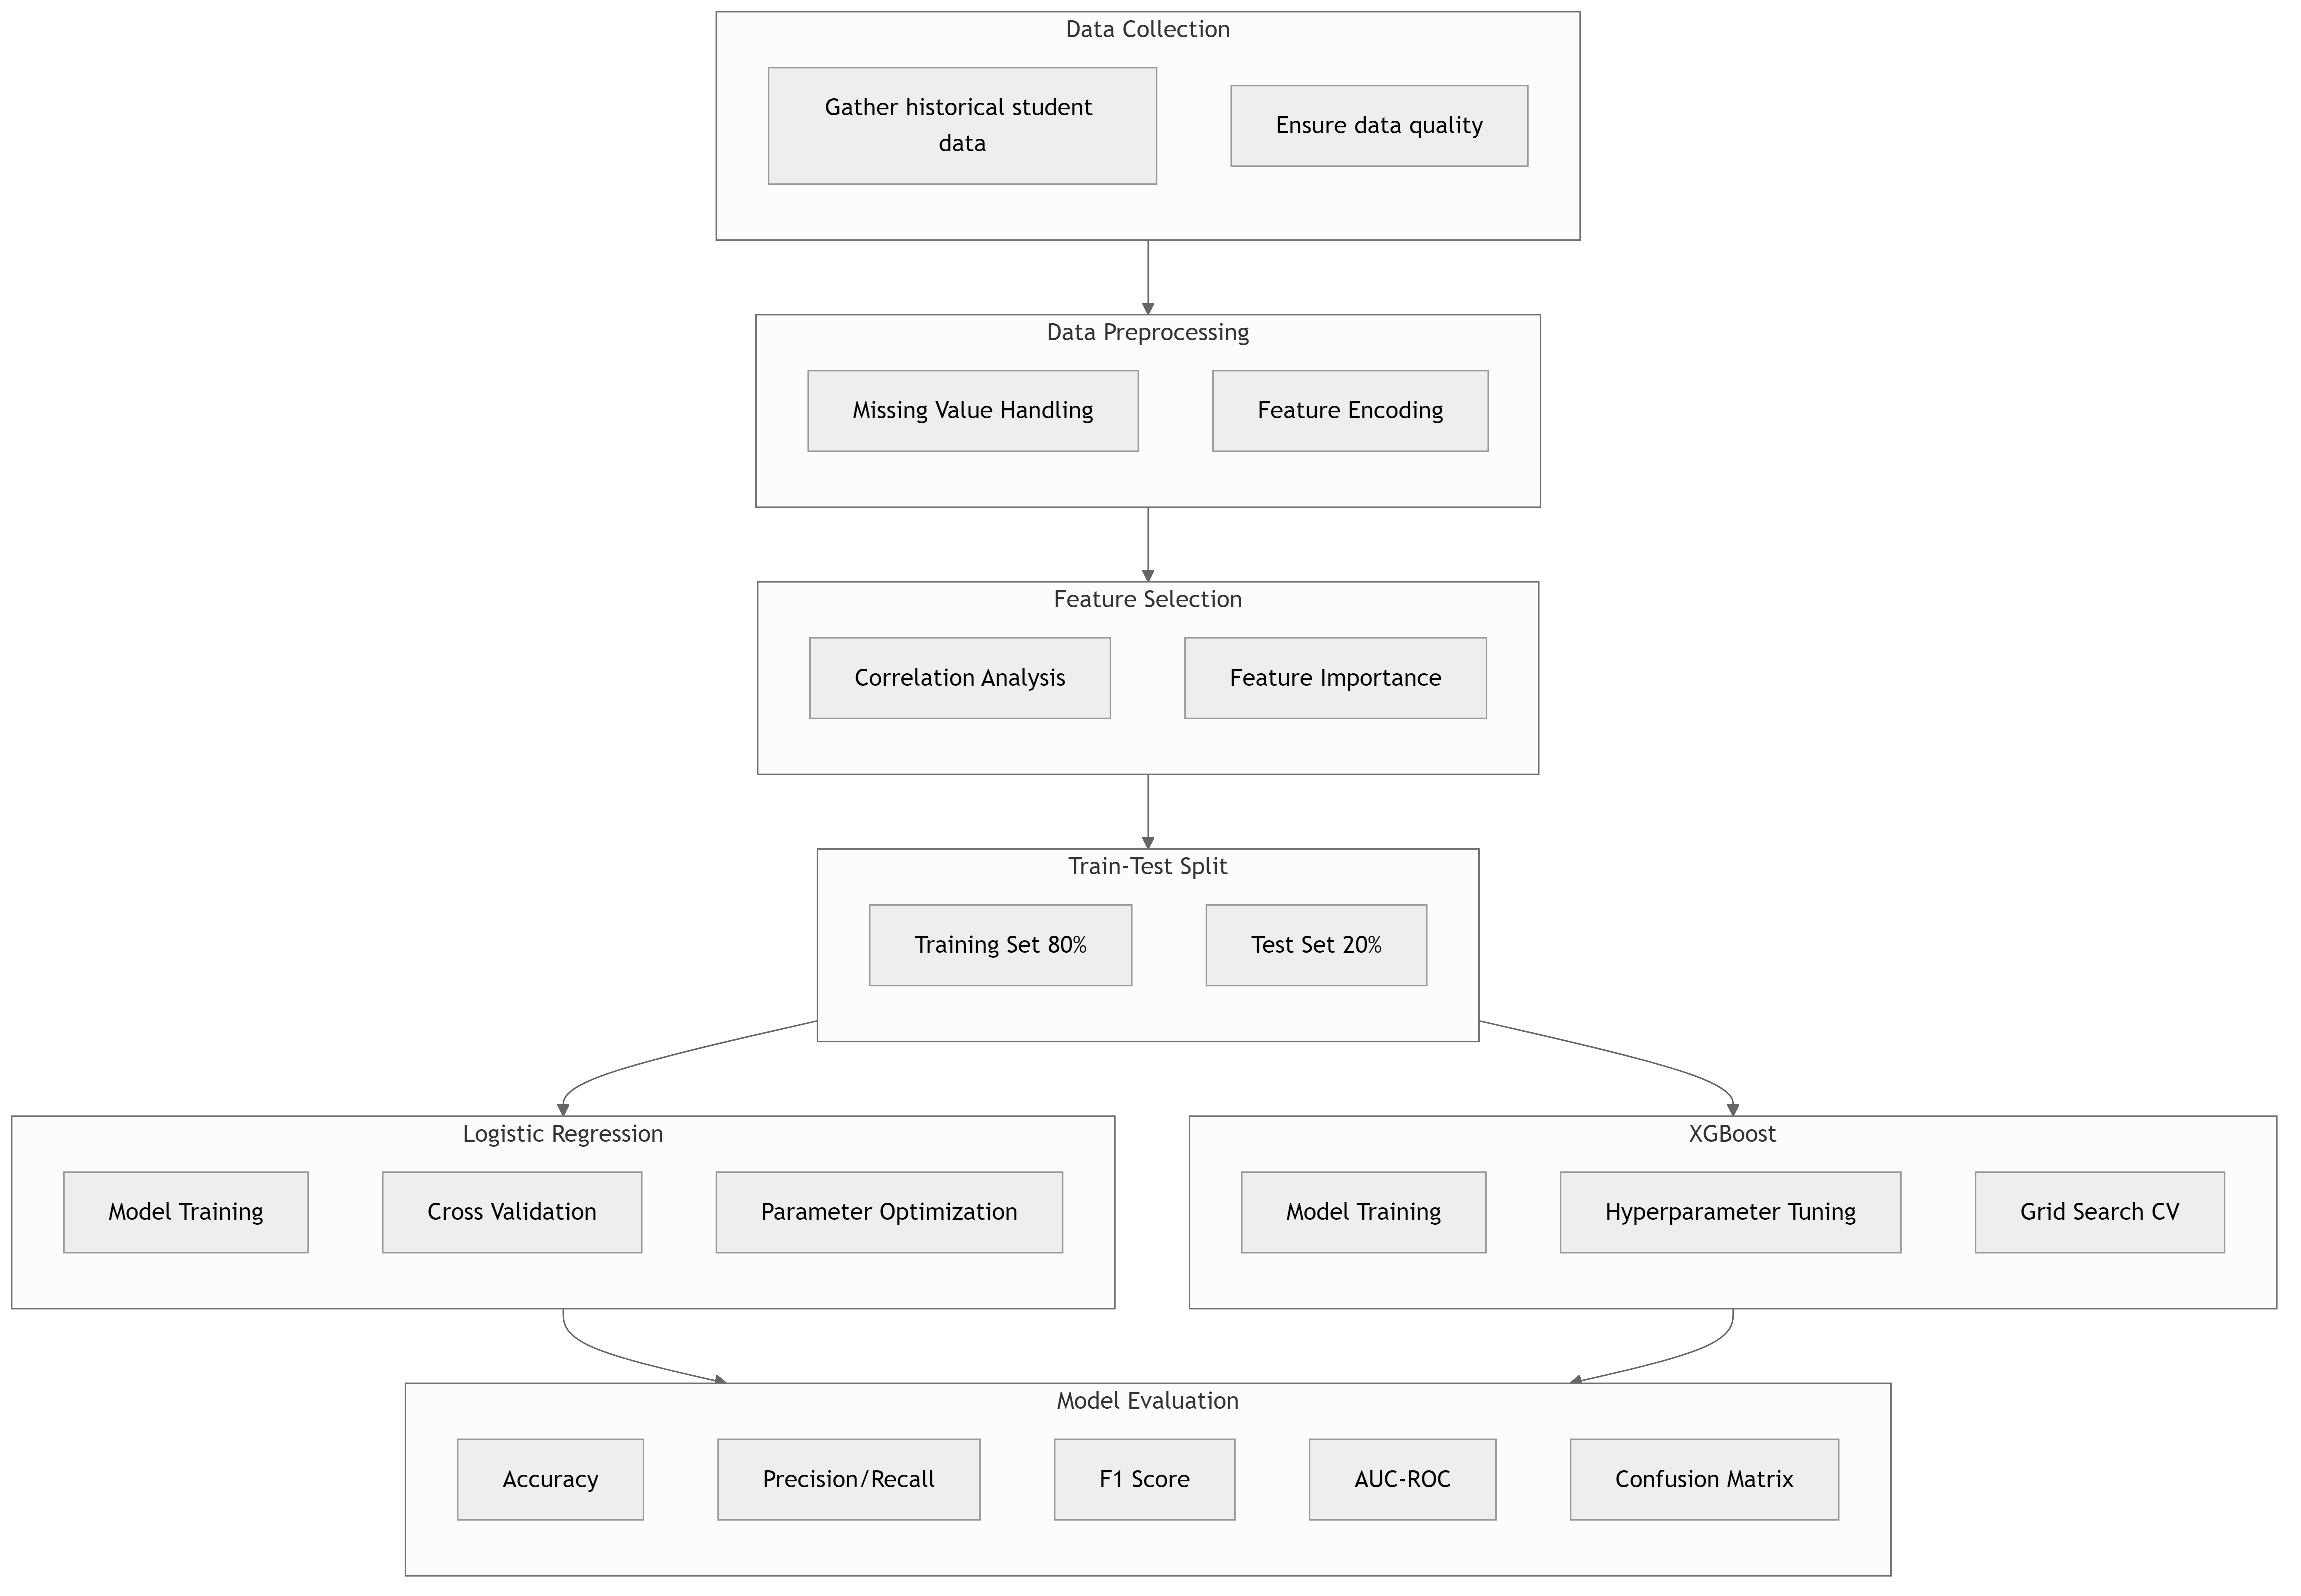 Data Collection
Gather historical student
data
Ensure data quality
Data Preprocessing
Missing Value Handling
Feature Encoding
Feature Selection
Correlation Analysis
Feature Importance
Train-Test Split
Training Set 80%
Test Set 20%
Logistic Regression
Model Training
Cross Validation
Parameter Optimization
XGBoost
Model Training
Hyperparameter Tuning
Grid Search CV
Model Evaluation
Accuracy
Precision/Recall
F1 Score
AUC-ROC
Confusion Matrix